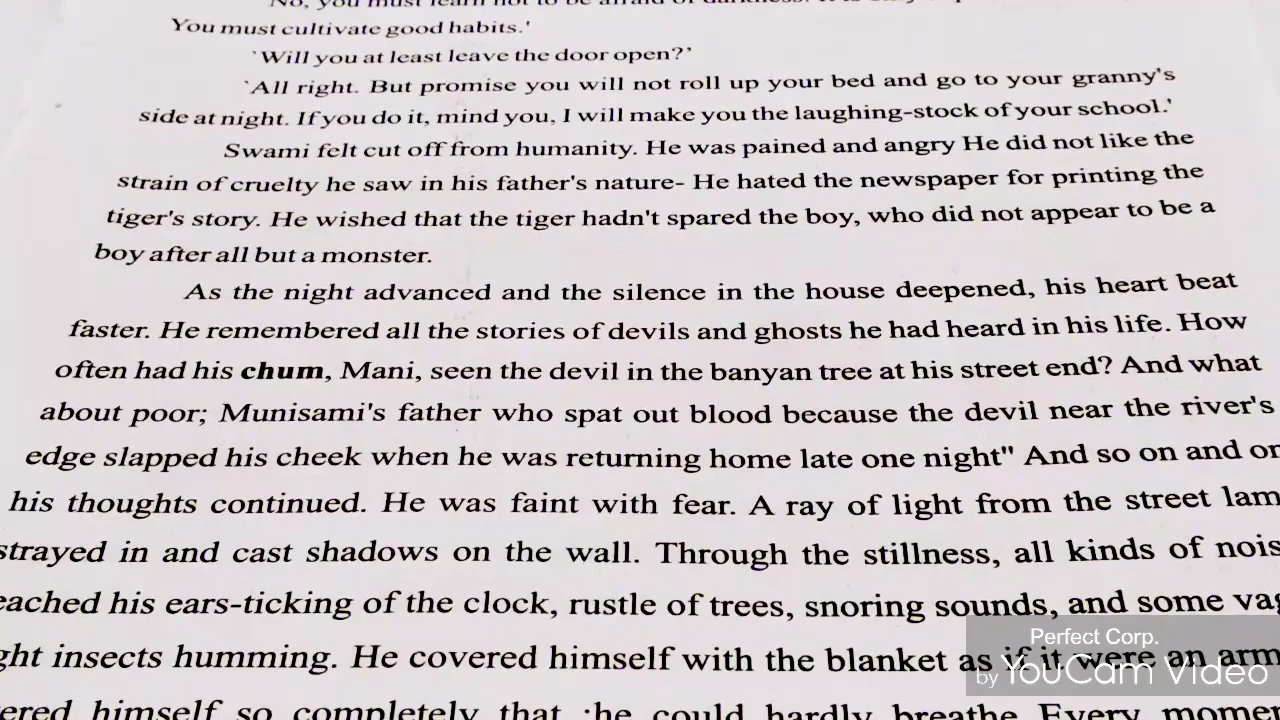 No, you must learn not to be afraid of darkness. It is only
You must cultivate good habits.'
`Will you at least leave the door open?'
`All right. But promise you will not roll up your bed and go to your granny's
side at night. If you do it, mind you, I will make you the laughing-stock of your school.'
Swami felt cut off from humanity. He was pained and angry He did not like the
strain of cruelty he saw in his father's nature- He hated the newspaper for printing the
tiger's story. He wished that the tiger hadn't spared the boy, who did not appear to be a
boy after all but a monster.
As the night advanced and the silence in the house deepened, his heart beat
faster. He remembered all the stories of devils and ghosts he had heard in his life. How
often had his chum, Mani, seen the devil in the banyan tree at his street end? And what
about poor; Munisami's father who spat out blood because the devil near the river's
edge slapped his cheek when he was returning home late one night" And so on and on
his thoughts continued. He was faint with fear. A ray of light from the street lam
strayed in and cast shadows on the wall. Through the stillness, all kinds of nois
eached his ears-ticking of the clock, rustle of trees, snoring sounds, and some vag
ght insects humming. He covered himself with the blanket as if it were an arm
ered himself so completely that ·he could hardly breathe Every momen
Perfect Corp.
by YouCam Video